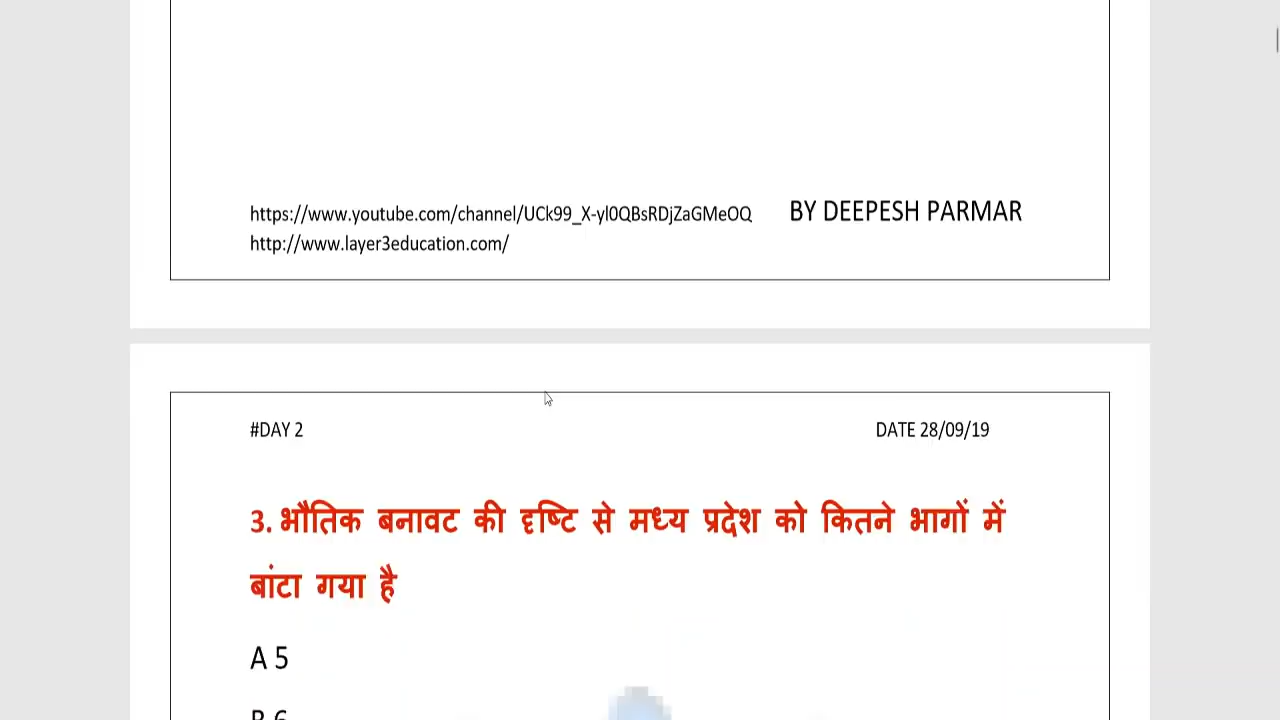 https://www.youtube.com/channel/UCk99_X-yl0QBsRDjZaGMeOQ BY DEEPESH PARMAR
http://www.layer3education.com/
#DAY 2 DATE 28/09/19
3. भौतिक बनावट की दृष्टि से मध्य प्रदेश को कितने भागों में
बांटा गया है
A 5
B 6